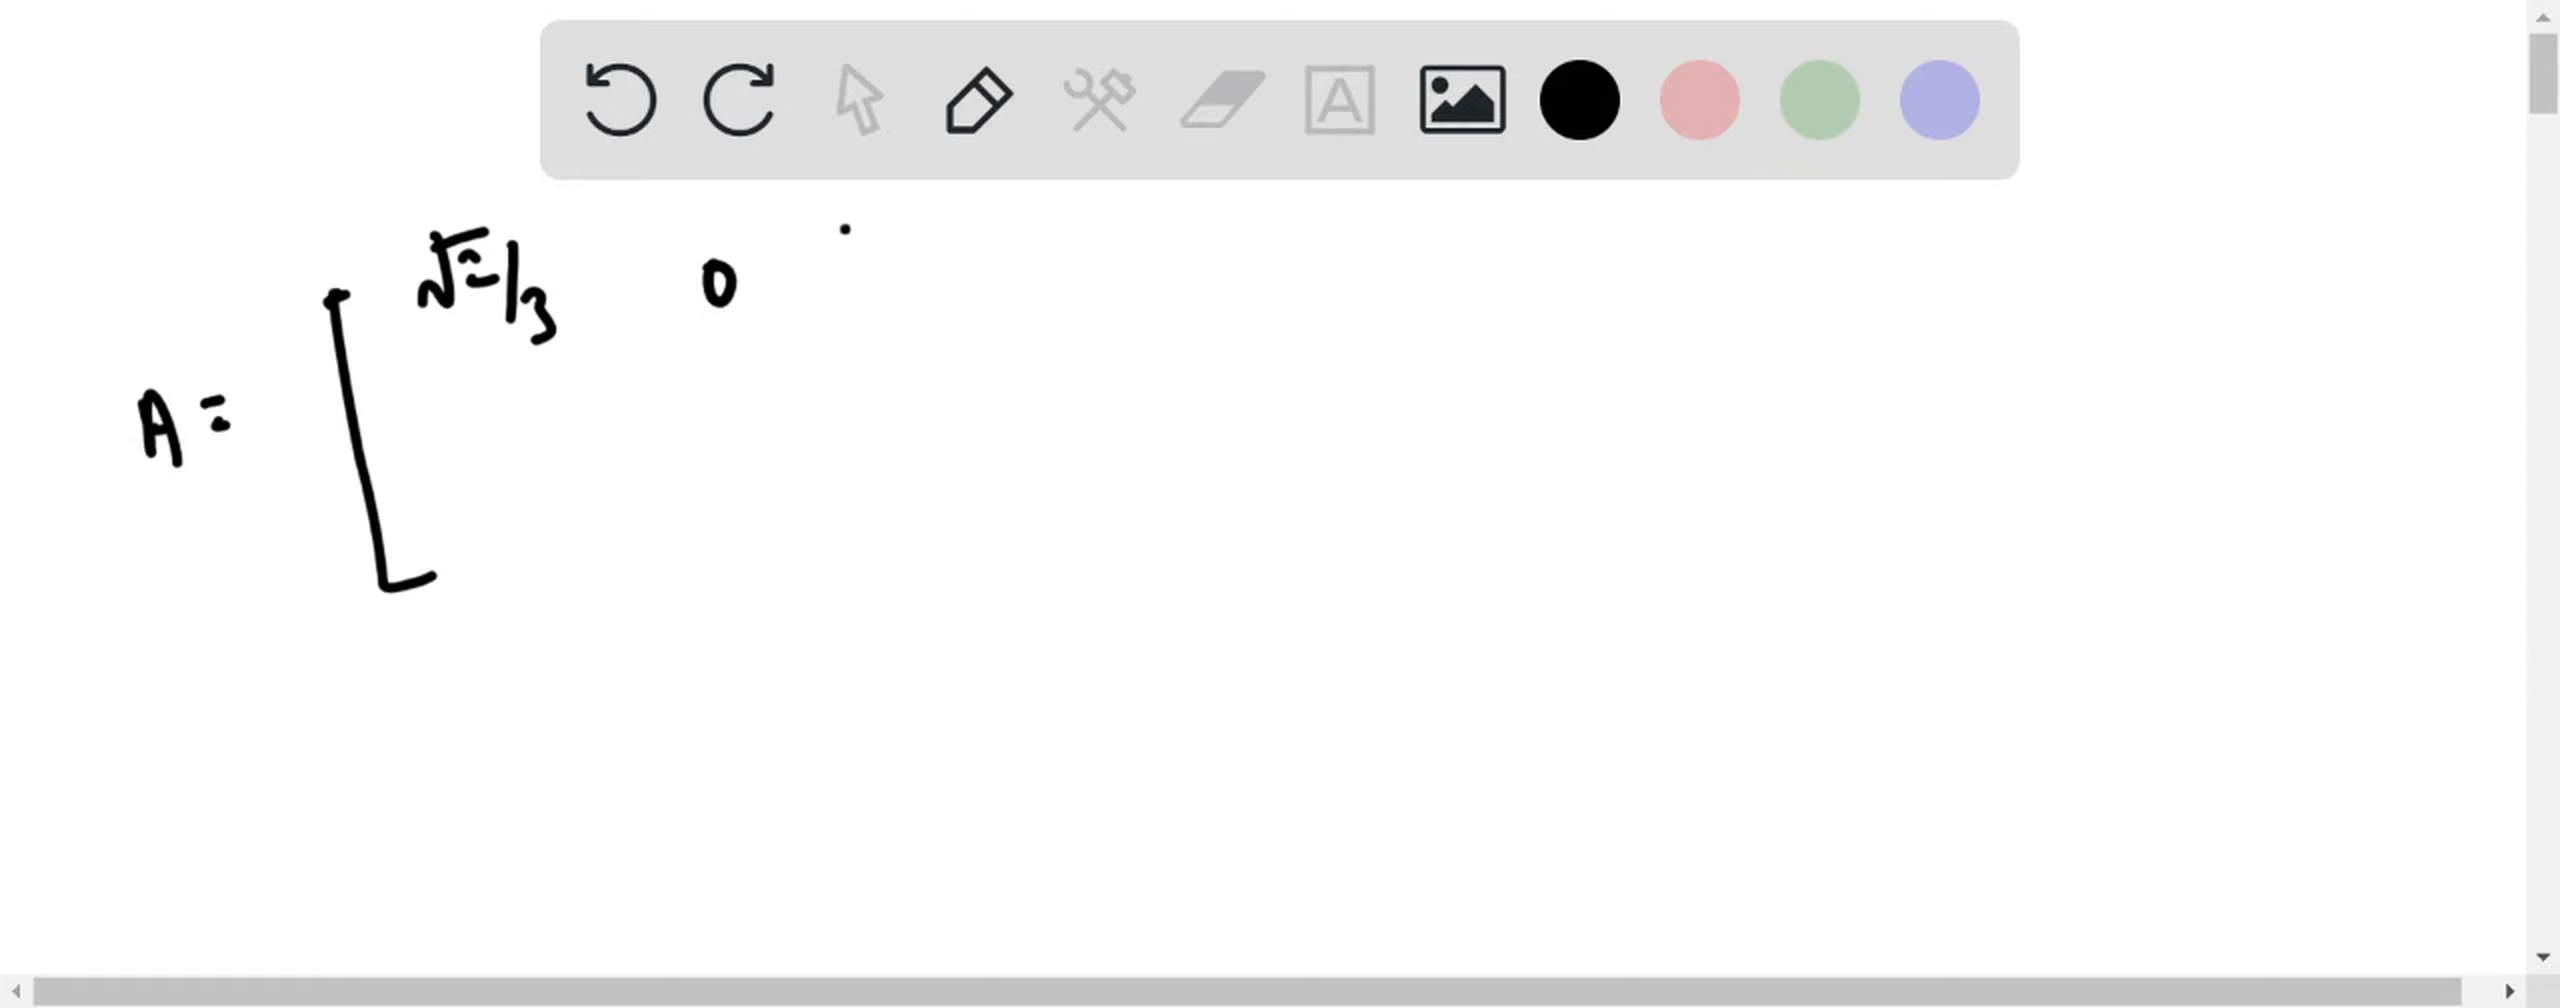 √2/3 0
A = [